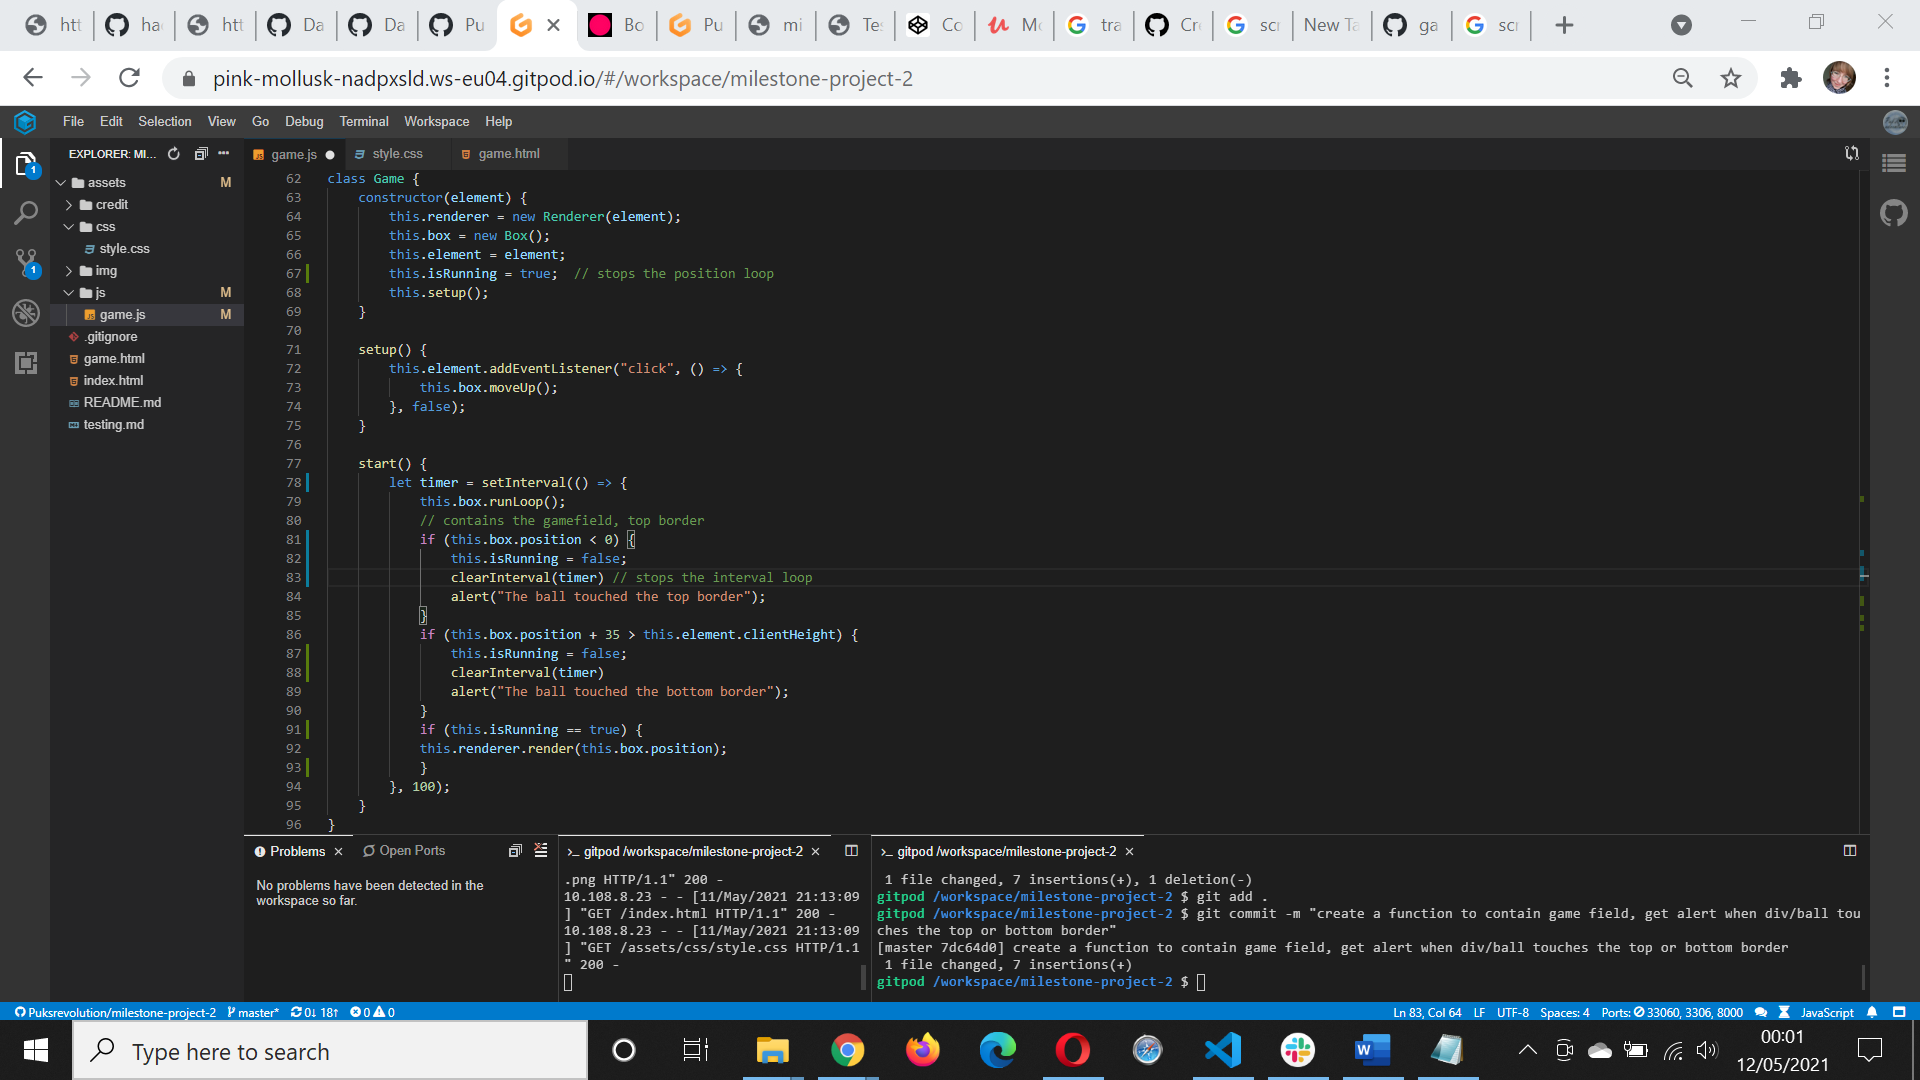 htt
ha
htt
Da
Da
Pu
Bo
Pu
mi
Te
Co
Mo
tra
Cr
scr
New Ta
ga
scr
pink-mollusk-nadpxsld.ws-eu04.gitpod.io/#/workspace/milestone-project-2
File Edit Selection View Go Debug Terminal Workspace Help
EXPLORER: MI...
assets M
credit
css
style.css
img
js M
game.js M
.gitignore
game.html
index.html
README.md
testing.md
1
1
game.js
style.css
game.html
62 class Game {
63 constructor(element) {
64 this.renderer = new Renderer(element);
65 this.box = new Box();
66 this.element = element;
67 this.isRunning = true;  // stops the position loop
68 this.setup();
69 }
70
71 setup() {
72 this.element.addEventListener("click", () => {
73 this.box.moveUp();
74 }, false);
75 }
76
77 start() {
78 let timer = setInterval(() => {
79 this.box.runLoop();
80 // contains the gamefield, top border
81 if (this.box.position < 0) {
82 this.isRunning = false;
83 clearInterval(timer) // stops the interval loop
84 alert("The ball touched the top border");
85 }
86 if (this.box.position + 35 > this.element.clientHeight) {
87 this.isRunning = false;
88 clearInterval(timer)
89 alert("The ball touched the bottom border");
90 }
91 if (this.isRunning == true) {
92 this.renderer.render(this.box.position);
93 }
94 }, 100);
95 }
96 }
Problems
Open Ports
No problems have been detected in the
workspace so far.
gitpod /workspace/milestone-project-2
.png HTTP/1.1" 200 -
10.108.8.23 - - [11/May/2021 21:13:09
] "GET /index.html HTTP/1.1" 200 -
10.108.8.23 - - [11/May/2021 21:13:09
] "GET /assets/css/style.css HTTP/1.1
" 200 -
gitpod /workspace/milestone-project-2
1 file changed, 7 insertions(+), 1 deletion(-)
gitpod /workspace/milestone-project-2 $ git add .
gitpod /workspace/milestone-project-2 $ git commit -m "create a function to contain game field, get alert when div/ball tou
ches the top or bottom border"
[master 7dc64d0] create a function to contain game field, get alert when div/ball touches the top or bottom border
1 file changed, 7 insertions(+)
gitpod /workspace/milestone-project-2 $
Puksrevolution/milestone-project-2 master* 0↓ 18↑ 0 0
Ln 83, Col 64 LF UTF-8 Spaces: 4 Ports: 33060, 3306, 8000 JavaScript
Type here to search
00:01
12/05/2021